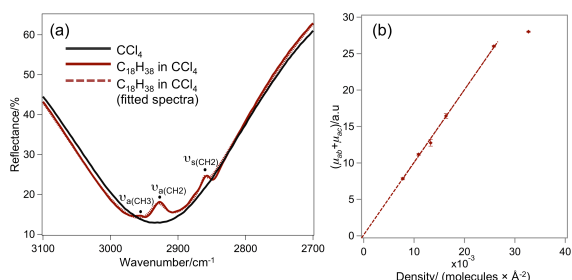 (a)
CCl₄
C₁₈H₃₈ in CCl₄
C₁₈H₃₈ in CCl₄
(fitted spectra)
υs(CH2)
υa(CH2)
υa(CH3)
Reflectance/%
60
50
40
30
20
10
3100 3000 2900 2800 2700
Wavenumber/cm⁻¹
(b)
(μab+μac)/a.u
30
25
20
15
10
5
0
0 10 20 30 40
x10⁻³
Density/ (molecules × Å⁻²)